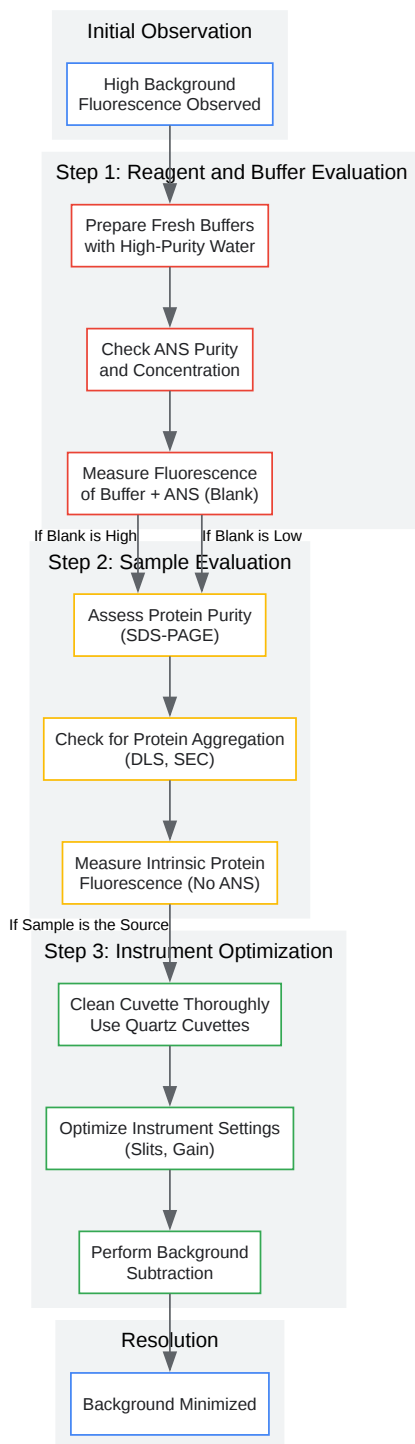 Initial Observation
High Background
Fluorescence Observed
Step 1: Reagent and Buffer Evaluation
Prepare Fresh Buffers
with High-Purity Water
Check ANS Purity
and Concentration
Measure Fluorescence
of Buffer + ANS (Blank)
If Blank is High
If Blank is Low
Step 2: Sample Evaluation
Assess Protein Purity
(SDS-PAGE)
Check for Protein Aggregation
(DLS, SEC)
Measure Intrinsic Protein
Fluorescence (No ANS)
If Sample is the Source
Step 3: Instrument Optimization
Clean Cuvette Thoroughly
Use Quartz Cuvettes
Optimize Instrument Settings
(Slits, Gain)
Perform Background
Subtraction
Resolution
Background Minimized